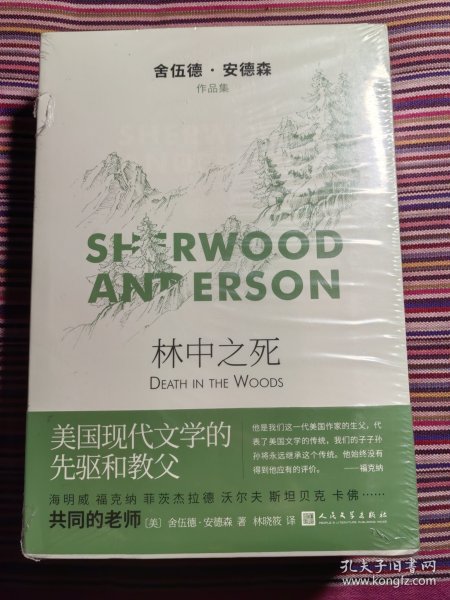 舍伍德·安德森
作品集
SHERWOOD
ANDERSON
林中之死
DEATH IN THE WOODS
美国现代文学的
先驱和教父
他是我们这一代美国作家的生父，代
表了美国文学的传统。我们的子子孙
孙将永远继承这个传统。他始终没有
得到他应有的评价。 ——福克纳
海明威 福克纳 菲茨杰拉德 沃尔夫 斯坦贝克 卡佛……
共同的老师 [美] 舍伍德·安德森 著 林晓筱 译 人民文学出版社
孔夫子旧书网
www.kongfz.com